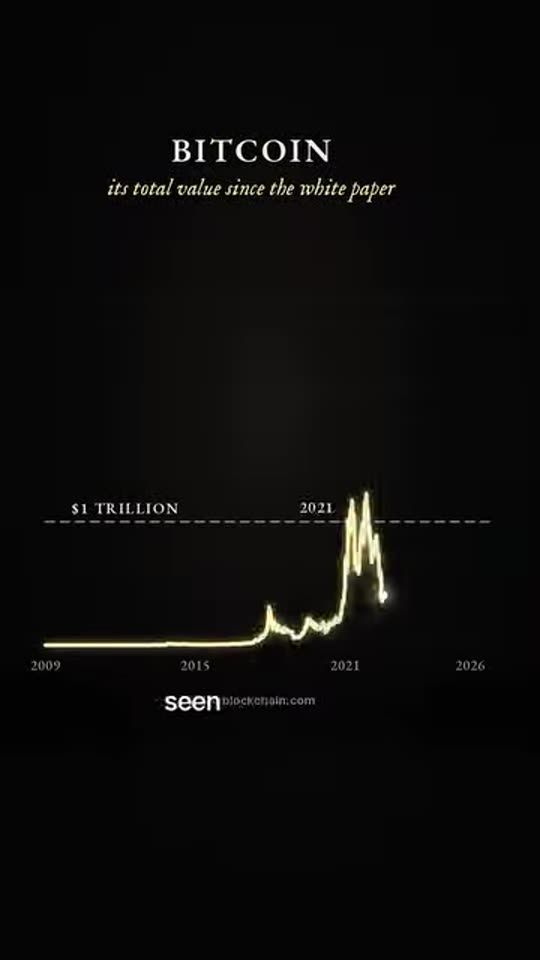 BITCOIN
its total value since the white paper
$1 TRILLION 2021
2009 2015 2021 2026
seen blockchain.com